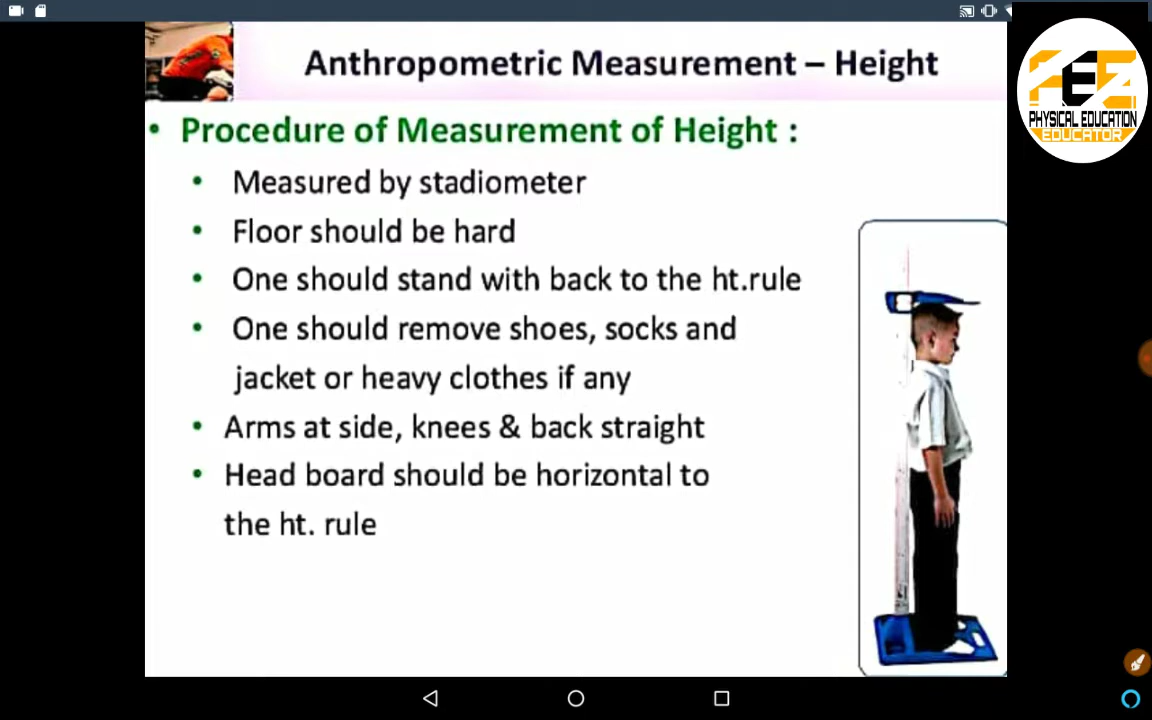 Anthropometric Measurement – Height
PHYSICAL EDUCATION
EDUCATOR
• Procedure of Measurement of Height :
• Measured by stadiometer
• Floor should be hard
• One should stand with back to the ht.rule
• One should remove shoes, socks and
jacket or heavy clothes if any
• Arms at side, knees & back straight
• Head board should be horizontal to
the ht. rule